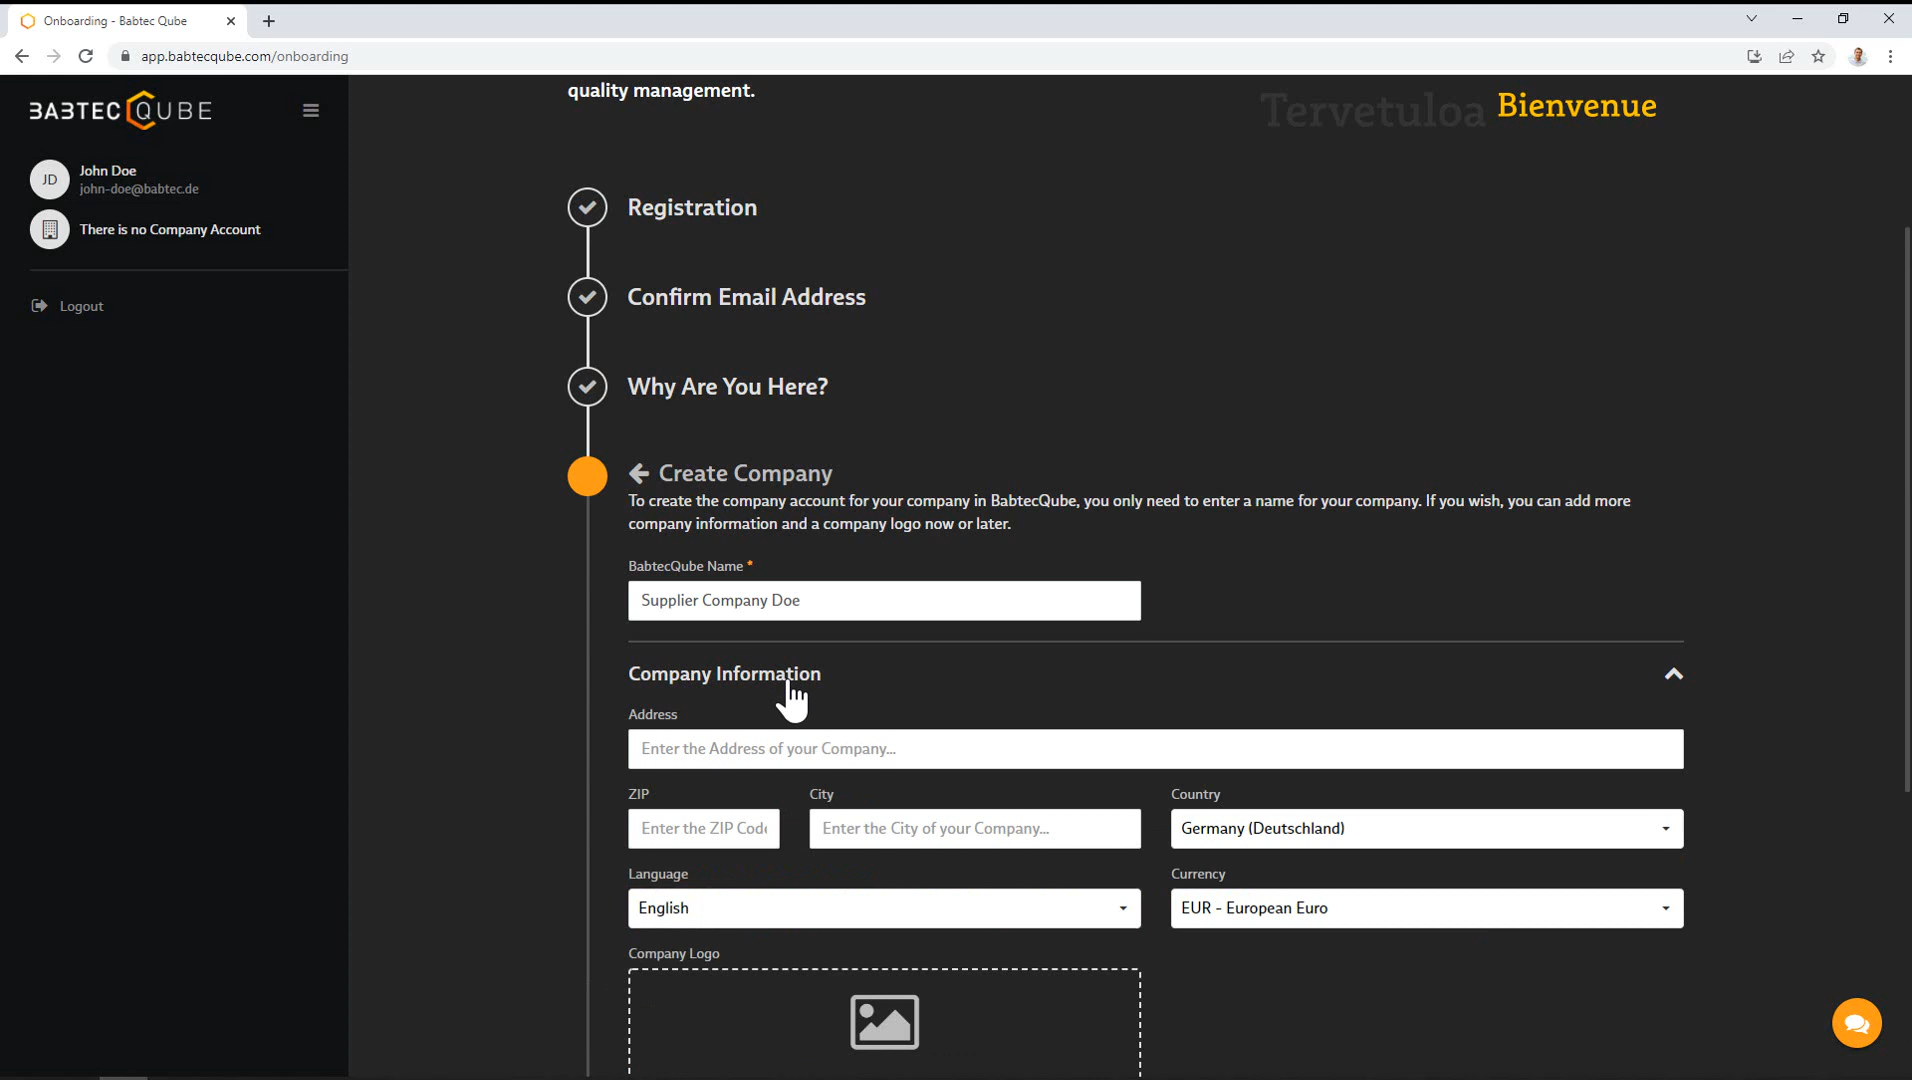 Onboarding - Babtec Qube
app.babtecqube.com/onboarding
BABTEC QUBE
JD
John Doe
john-doe@babtec.de
There is no Company Account
Logout
quality management.
Tervetuloa Bienvenue
Registration
Confirm Email Address
Why Are You Here?
Create Company
To create the company account for your company in BabtecQube, you only need to enter a name for your company. If you wish, you can add more
company information and a company logo now or later.
BabtecQube Name *
Supplier Company Doe
Company Information
Address
Enter the Address of your Company...
ZIP City Country
Enter the ZIP Code Enter the City of your Company... Germany (Deutschland)
Language Currency
English EUR - European Euro
Company Logo